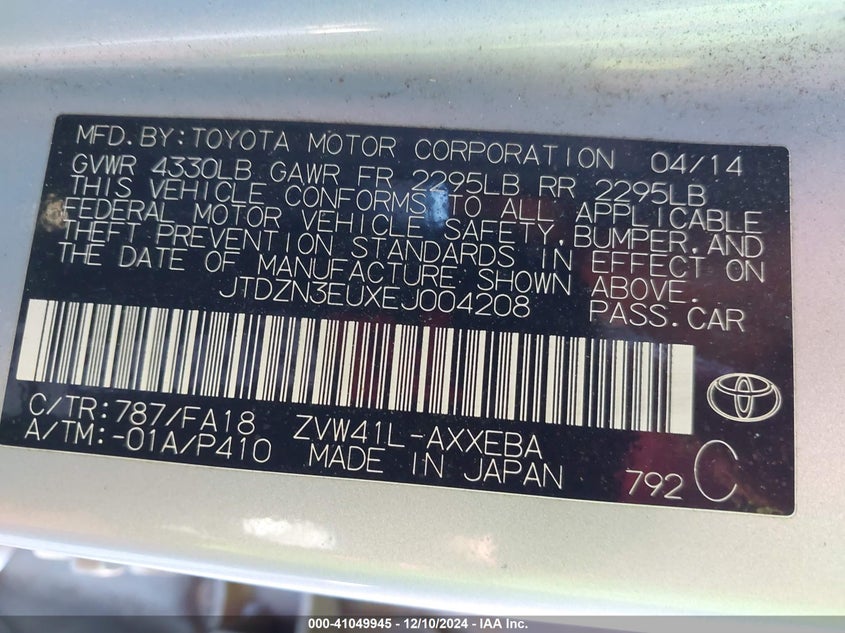 MFD.BY:TOYOTA MOTOR CORPORATION 04/14
GVWR 4330LB GAWR FR 2295LB RR 2295LB
THIS VEHICLE CONFORMS TO ALL APPLICABLE
FEDERAL MOTOR VEHICLE SAFETY,BUMPER,AND
THEFT PREVENTION STANDARDS IN EFFECT ON
THE DATE OF MANUFACTURE SHOWN ABOVE.
JTDZN3EUXEJ004208 PASS.CAR
C/TR:787/FA18 ZVW41L-AXXEBA
A/TM:-01A/P410 MADE IN JAPAN 792 C
000-41049945 - 12/10/2024 - IAA Inc.